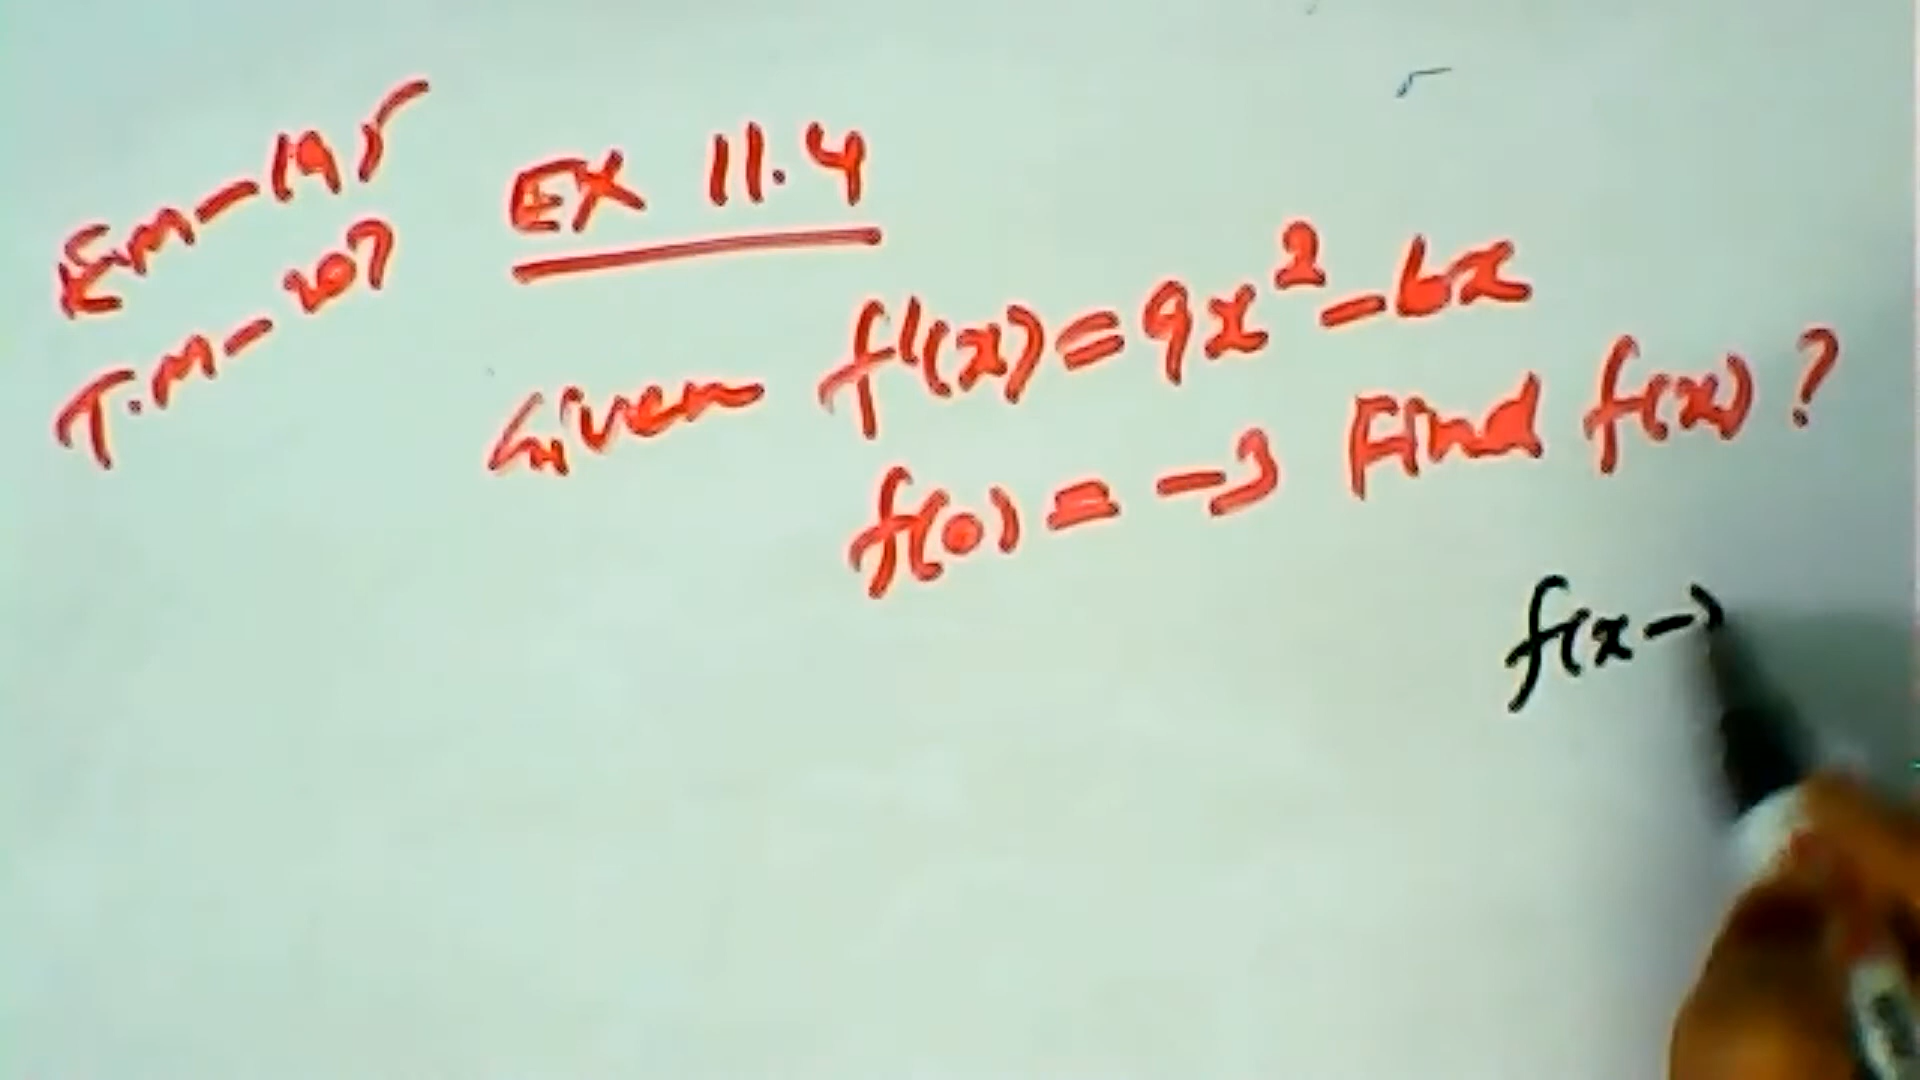 EM-195
T.M-207
EX 11.4
Given f'(x)=9x²-6x
f(0) = -3 Find f(x) ?
f(x-)